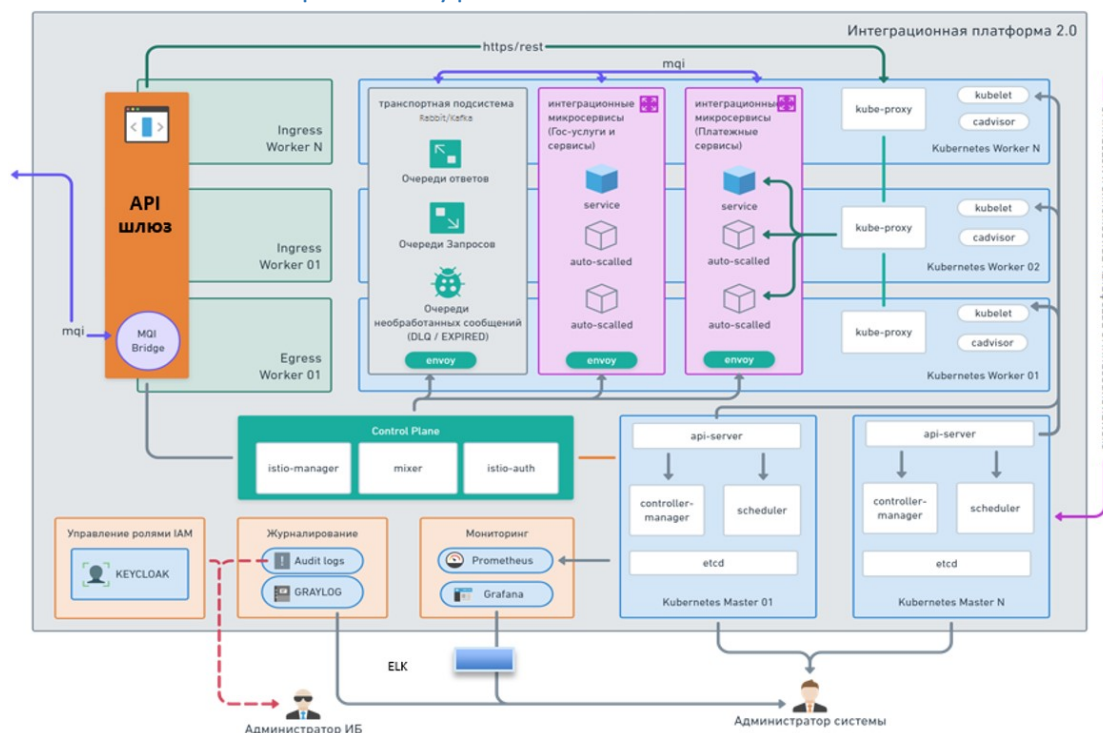 Интеграционная платформа 2.0
https/rest
mqi
API
шлюз
mqi
MQI
Bridge
Ingress
Worker N
Ingress
Worker 01
Egress
Worker 01
транспортная подсистема
Rabbit/Kafka
Очереди ответов
Очереди Запросов
Очереди
необработанных сообщений
(DLQ / EXPIRED)
envoy
интеграционные
микросервисы
(Гос-услуги и
сервисы)
service
auto-scalled
auto-scalled
envoy
интеграционные
микросервисы
(Платежные
сервисы)
service
auto-scalled
auto-scalled
envoy
kube-proxy
kubelet
cadvisor
Kubernetes Worker N
kube-proxy
kubelet
cadvisor
Kubernetes Worker 02
kube-proxy
kubelet
cadvisor
Kubernetes Worker 01
Control Plane
istio-manager
mixer
istio-auth
api-server
controller-
manager
scheduler
etcd
Kubernetes Master 01
api-server
controller-
manager
scheduler
etcd
Kubernetes Master N
Управление ролями IAM
KEYCLOAK
Журналирование
Audit logs
GRAYLOG
Мониторинг
Prometheus
Grafana
ELK
Администратор ИБ
Администратор системы